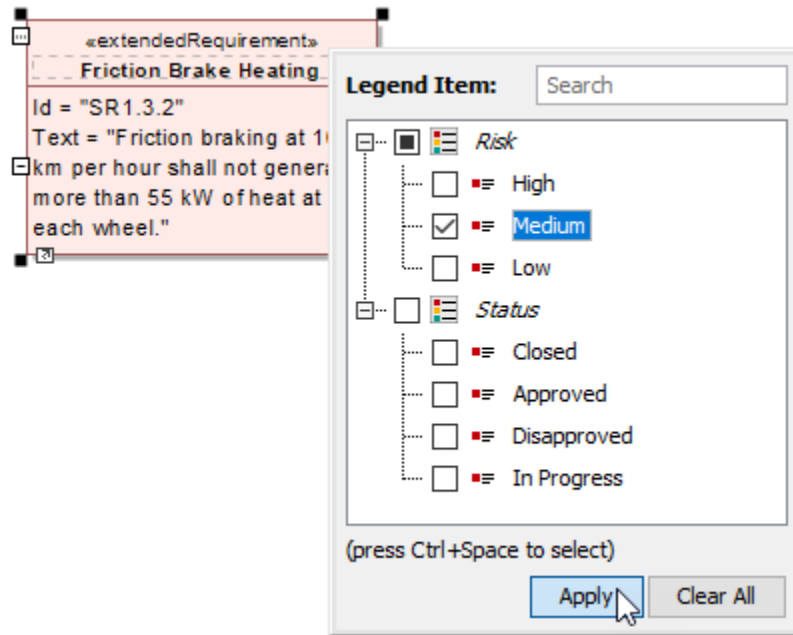 «extendedRequirement»
Friction Brake Heating
Id = "SR1.3.2"
Text = "Friction braking at
km per hour shall not
more than 55 kW of heat at
each wheel."
Legend Item:
Search
Risk
High
Medium
Low
Status
Closed
Approved
Disapproved
In Progress
(press Ctrl+Space to select)
Apply
Clear All